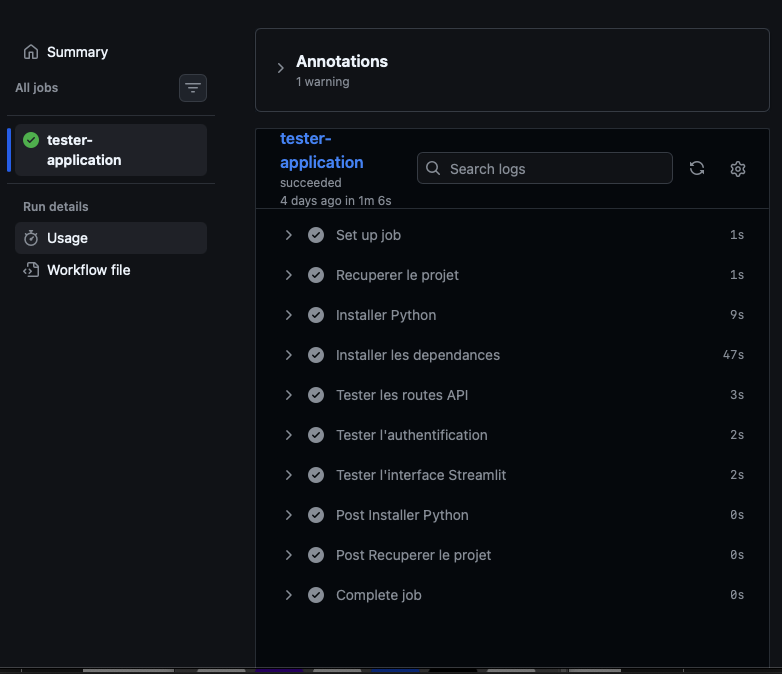 Summary
All jobs
tester-
application
Run details
Usage
Workflow file
Annotations
1 warning
tester-
application
succeeded
4 days ago in 1m 6s
Search logs
Set up job 1s
Recuperer le projet 1s
Installer Python 9s
Installer les dependances 47s
Tester les routes API 3s
Tester l'authentification 2s
Tester l'interface Streamlit 2s
Post Installer Python 0s
Post Recuperer le projet 0s
Complete job 0s